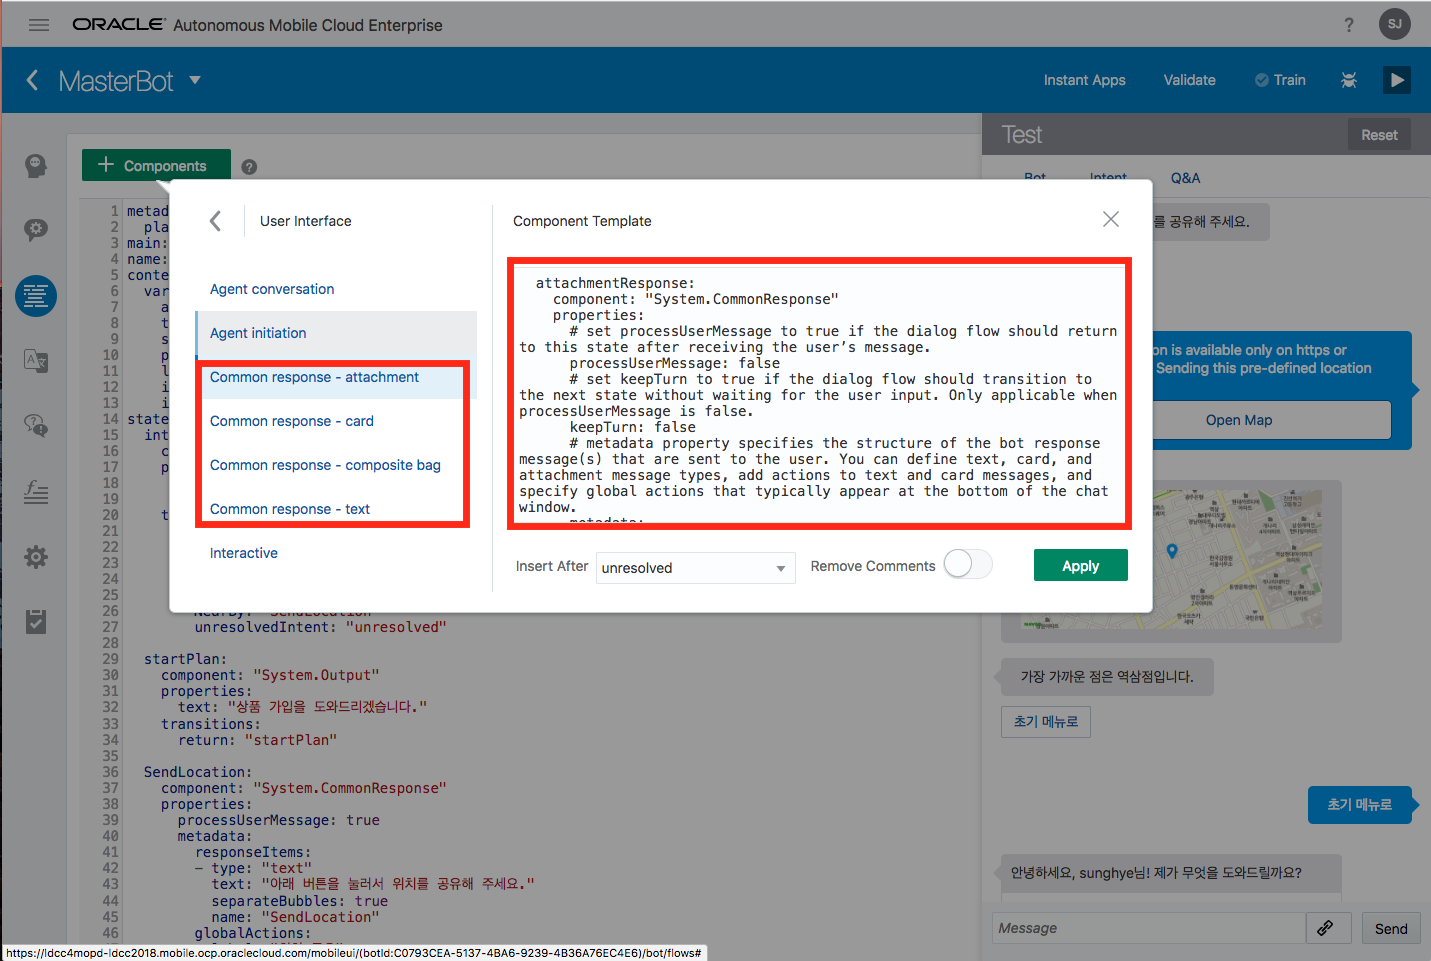 ORACLE Autonomous Mobile Cloud Enterprise
?
SJ
MasterBot
Instant Apps
Validate
Train
Components
?
Test
Reset
Bot
Intent
Q&A
를 공유해 주세요.
User Interface
Agent conversation
Agent initiation
Common response - attachment
Common response - card
Common response - composite bag
Common response - text
Interactive
Component Template
attachmentResponse:
component: "System.CommonResponse"
properties:
# set processUserMessage to true if the dialog flow should return
to this state after receiving the user's message.
processUserMessage: false
# set keepTurn to true if the dialog flow should transition to
the next state without waiting for the user input. Only applicable when
processUserMessage is false.
keepTurn: false
# metadata property specifies the structure of the bot response
message(s) that are sent to the user. You can define text, card, and
attachment message types, add actions to text and card messages, and
specify global actions that typically appear at the bottom of the chat
window.
metadata:
Insert After
unresolved
Remove Comments
Apply
1 metad
2 pla
3 main:
4 name:
5 conte
6 var
7 a
8 t
9 s
10 p
11 l
12 i
13 i
14 state
15 int
16 c
17 p
18
19
20 t
21
22
23
24
25
26 NearBy: "SendLocation"
27 unresolvedIntent: "unresolved"
28
29 startPlan:
30 component: "System.Output"
31 properties:
32 text: "상품 가입을 도와드리겠습니다."
33 transitions:
34 return: "startPlan"
35
36 SendLocation:
37 component: "System.CommonResponse"
38 properties:
39 processUserMessage: true
40 metadata:
41 responseItems:
42 - type: "text"
43 text: "아래 버튼을 눌러서 위치를 공유해 주세요."
44 separateBubbles: true
45 name: "SendLocation"
46 globalActions:
on is available only on https or
Sending this pre-defined location
Open Map
가장 가까운 점은 역삼점입니다.
초기 메뉴로
초기 메뉴로
안녕하세요, sunghye님! 제가 무엇을 도와드릴까요?
Message
Send
https://ldcc4mopd-ldcc2018.mobile.ocp.oraclecloud.com/mobileui/(botId:C0793CEA-5137-4BA6-9239-4B36A76EC4E6)/bot/flows#